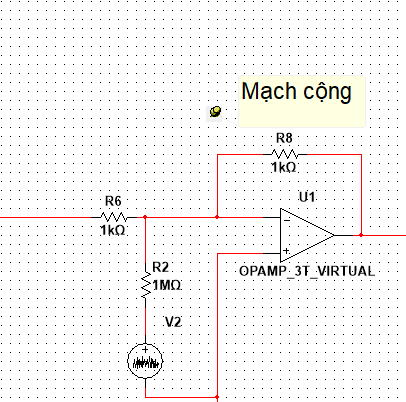 Mạch cộng
R8
1kΩ
R6
1kΩ
U1
OPAMP_3T_VIRTUAL
R2
1MΩ
V2